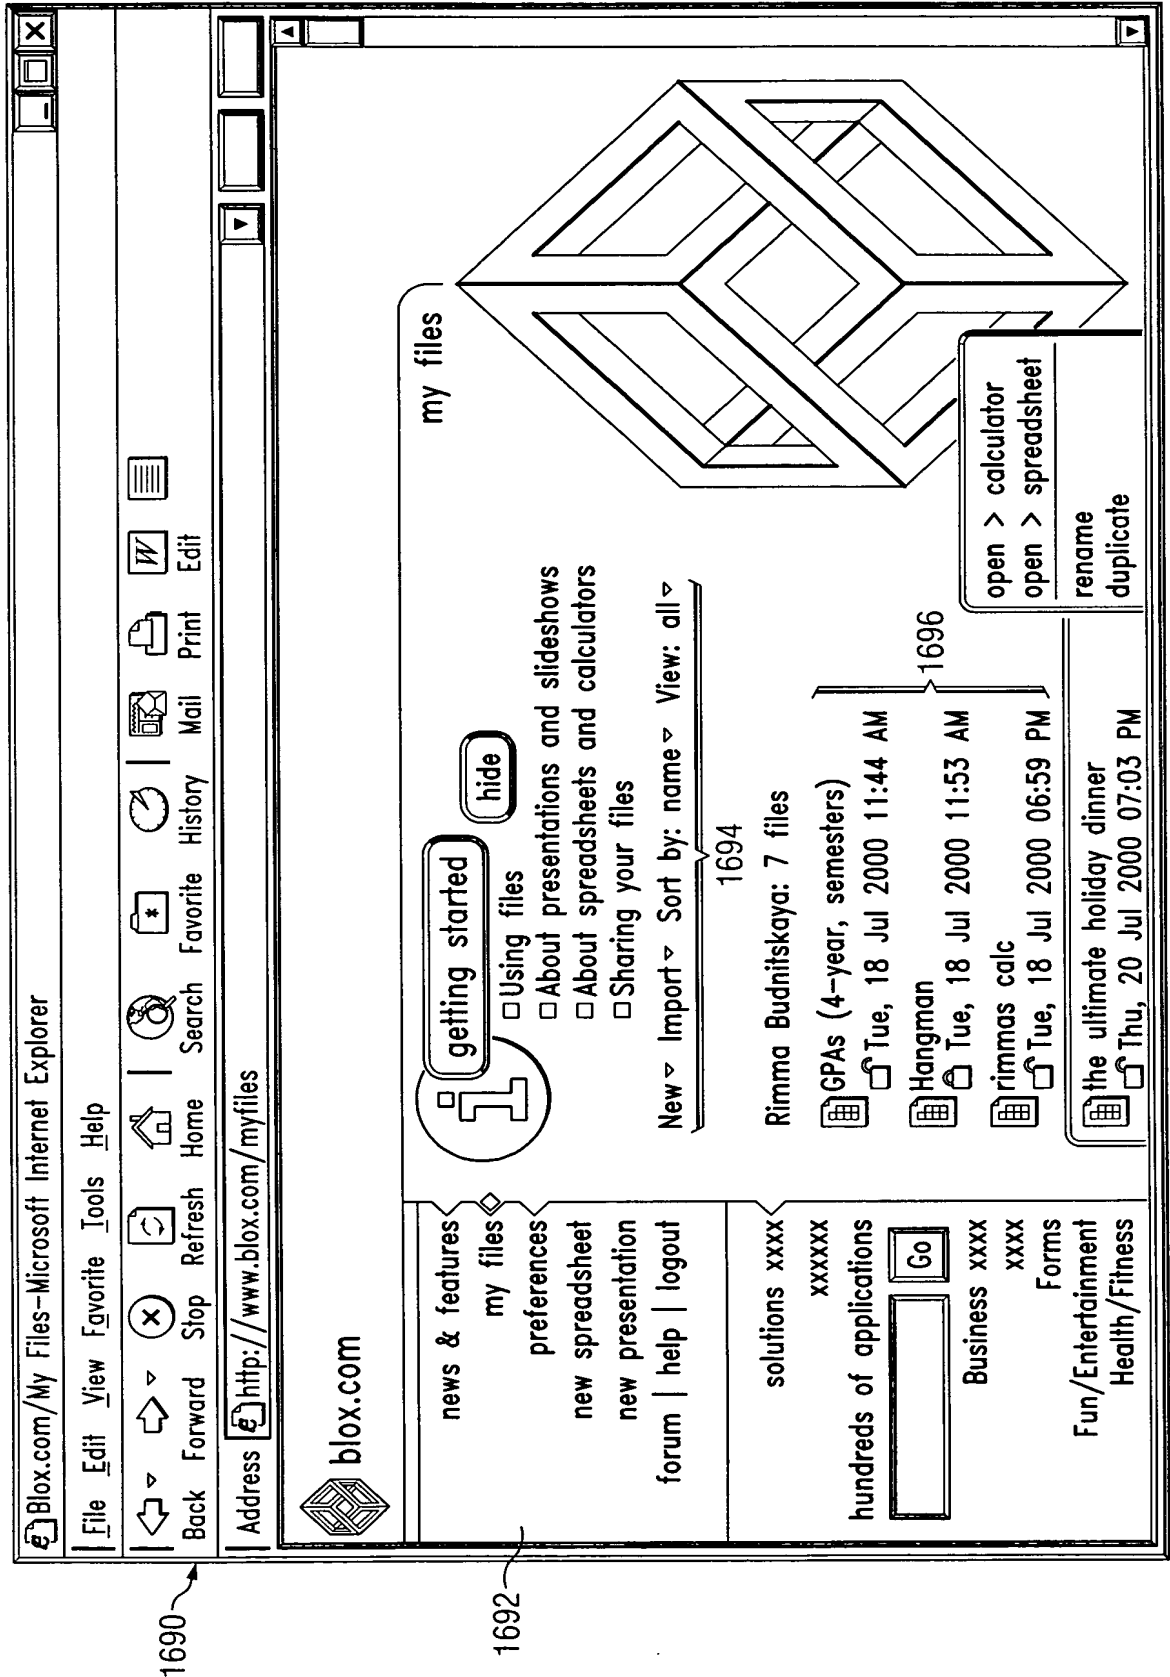 Blox.com/My Files-Microsoft Internet Explorer
File Edit View Favorite Tools Help
Back Forward Stop Refresh Home Search Favorite History Mail Print Edit
W
Address http://www.blox.com/myfiles
1690
blox.com
1692
news & features
my files
preferences
new spreadsheet
new presentation
forum | help | logout
solutions xxxx
xxxxxx
hundreds of applications
Go
Business xxxx
xxxx
Forms
Fun/Entertainment
Health/Fitness
my files
i
getting started
hide
Using files
About presentations and slideshows
About spreadsheets and calculators
Sharing your files
New Import Sort by: name View: all
1694
Rimma Budnitskaya: 7 files
GPAs (4-year, semesters)
Tue, 18 Jul 2000 11:44 AM
Hangman
Tue, 18 Jul 2000 11:53 AM
rimmas calc
Tue, 18 Jul 2000 06:59 PM
1696
the ultimate holiday dinner
Thu, 20 Jul 2000 07:03 PM
open > calculator
open > spreadsheet
rename
duplicate